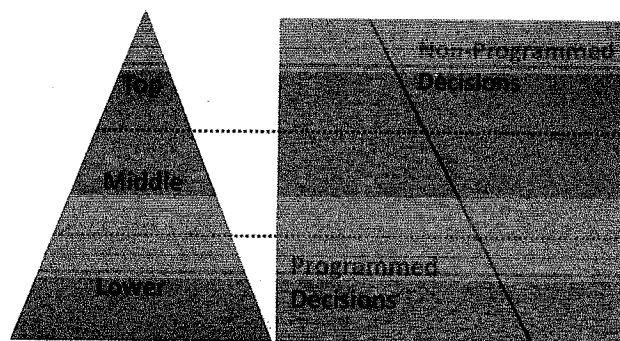 Top
Middle
Lower
Non-Programmed
Decisions
Programmed
Decisions